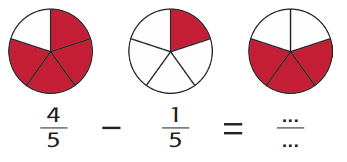 4/5 − 1/5 = .../...